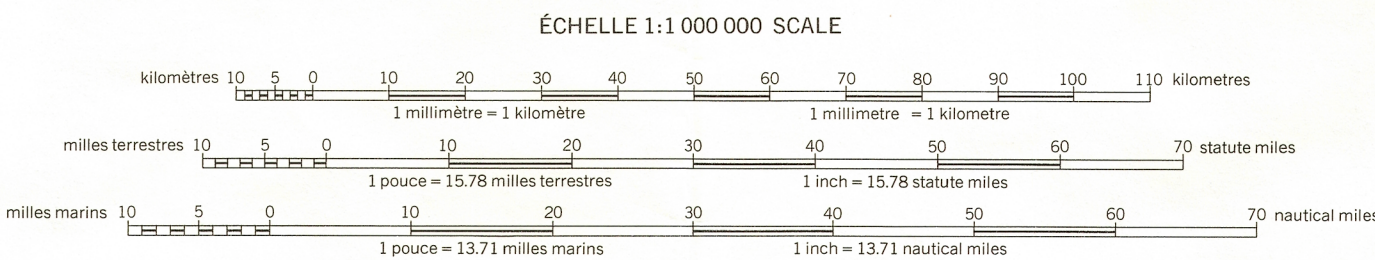 ÉCHELLE 1:1 000 000 SCALE
kilomètres 10 5 0 10 20 30 40 50 60 70 80 90 100 110 kilometres
1 millimètre = 1 kilomètre 1 millimetre = 1 kilometre
milles terrestres 10 5 0 10 20 30 40 50 60 70 statute miles
1 pouce = 15.78 milles terrestres 1 inch = 15.78 statute miles
milles marins 10 5 0 10 20 30 40 50 60 70 nautical miles
1 pouce = 13.71 milles marins 1 inch = 13.71 nautical miles